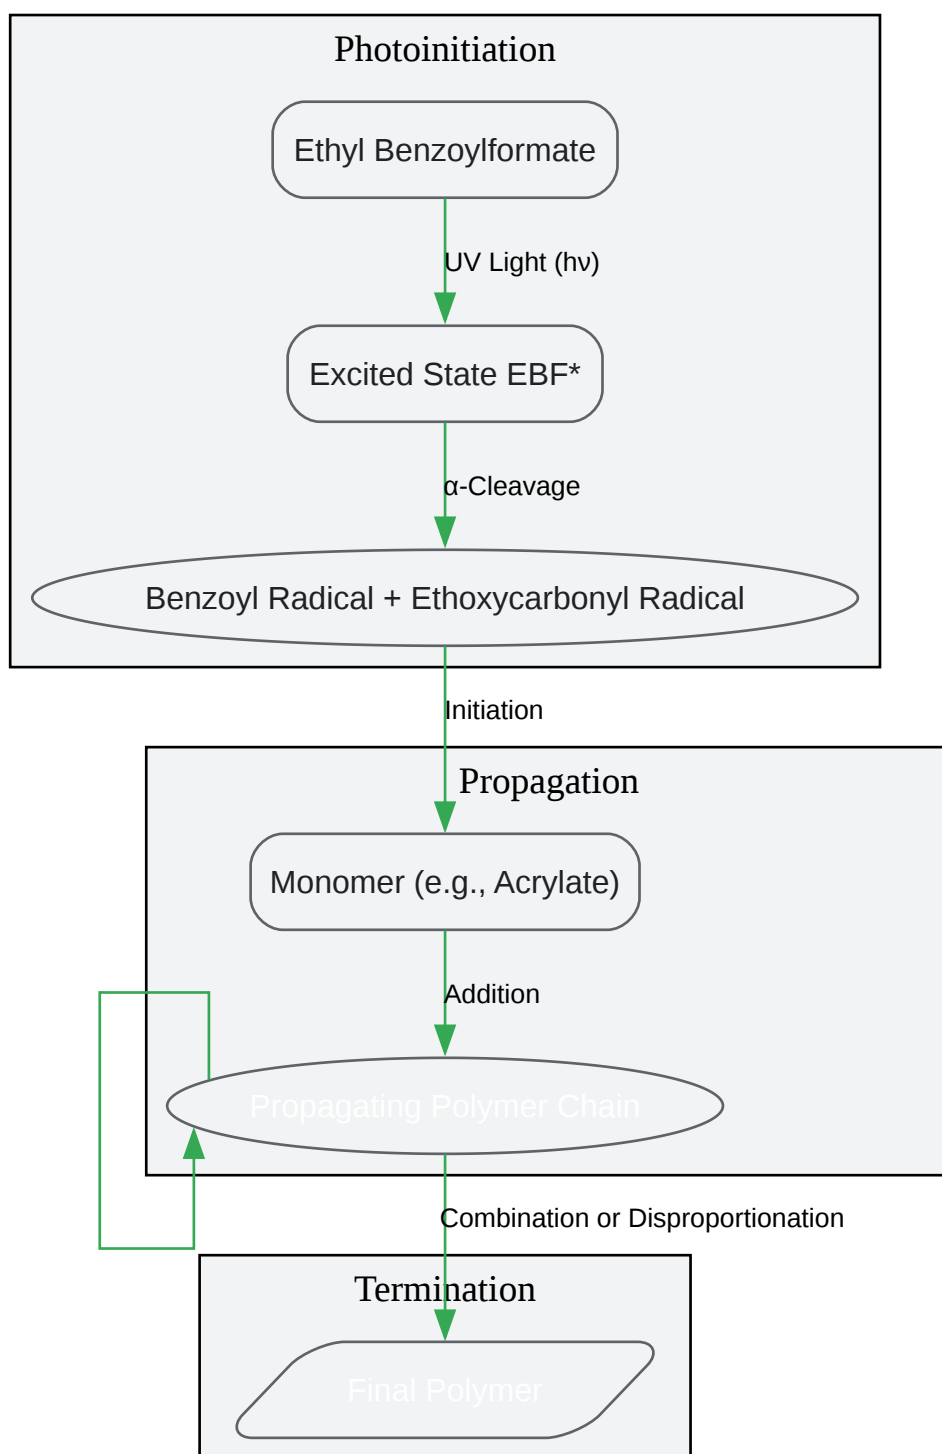 Photoinitiation
Ethyl Benzoylformate
UV Light (hν)
Excited State EBF*
α-Cleavage
Benzoyl Radical + Ethoxycarbonyl Radical
Initiation
Propagation
Monomer (e.g., Acrylate)
Addition
Propagating Polymer Chain
Combination or Disproportionation
Termination
Final Polymer